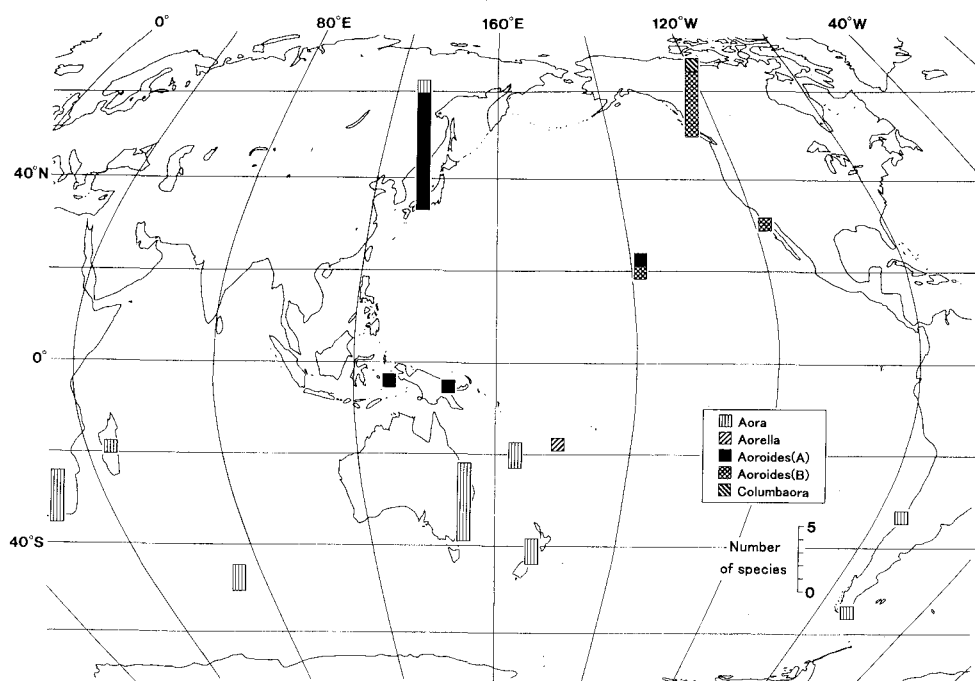 0° 80°E 160°E 120°W 40°W
40°N
0°
40°S
Aora
Aorella
Aoroides(A)
Aoroides(B)
Columbaora
Number
of species
5
0